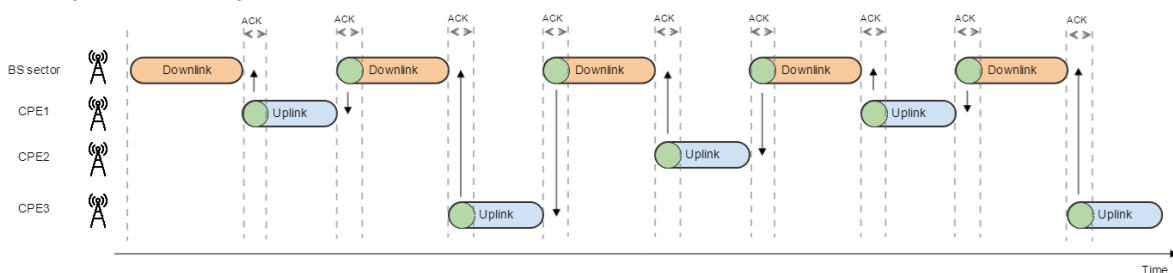 ACK ACK ACK ACK ACK ACK ACK ACK ACK
BS sector Downlink Downlink Downlink Downlink Downlink
CPE1 Uplink Uplink
CPE2 Uplink
CPE3 Uplink Uplink
Time